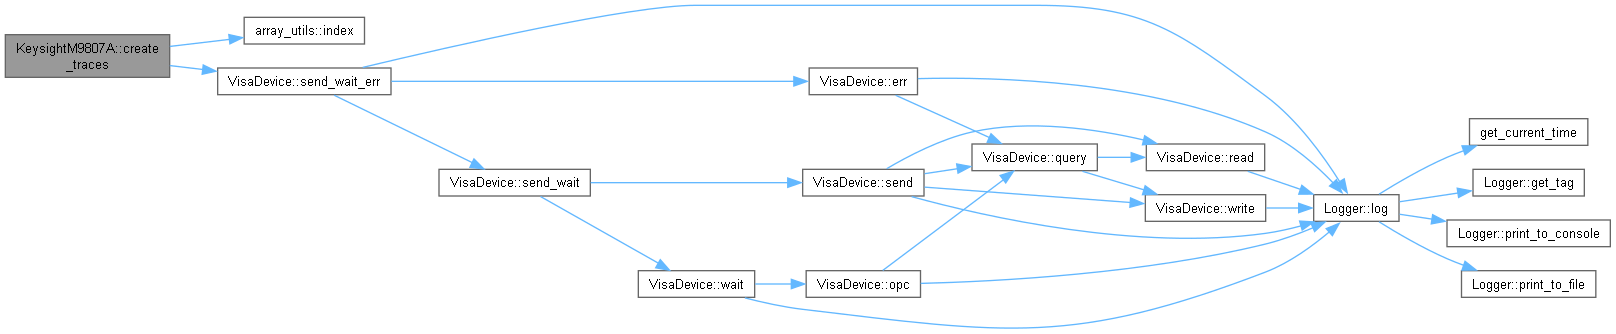 KeysightM9807A::create
_traces
array_utils::index
VisaDevice::send_wait_err
VisaDevice::send_wait
VisaDevice::wait
VisaDevice::err
VisaDevice::send
VisaDevice::opc
VisaDevice::query
VisaDevice::read
VisaDevice::write
Logger::log
get_current_time
Logger::get_tag
Logger::print_to_console
Logger::print_to_file